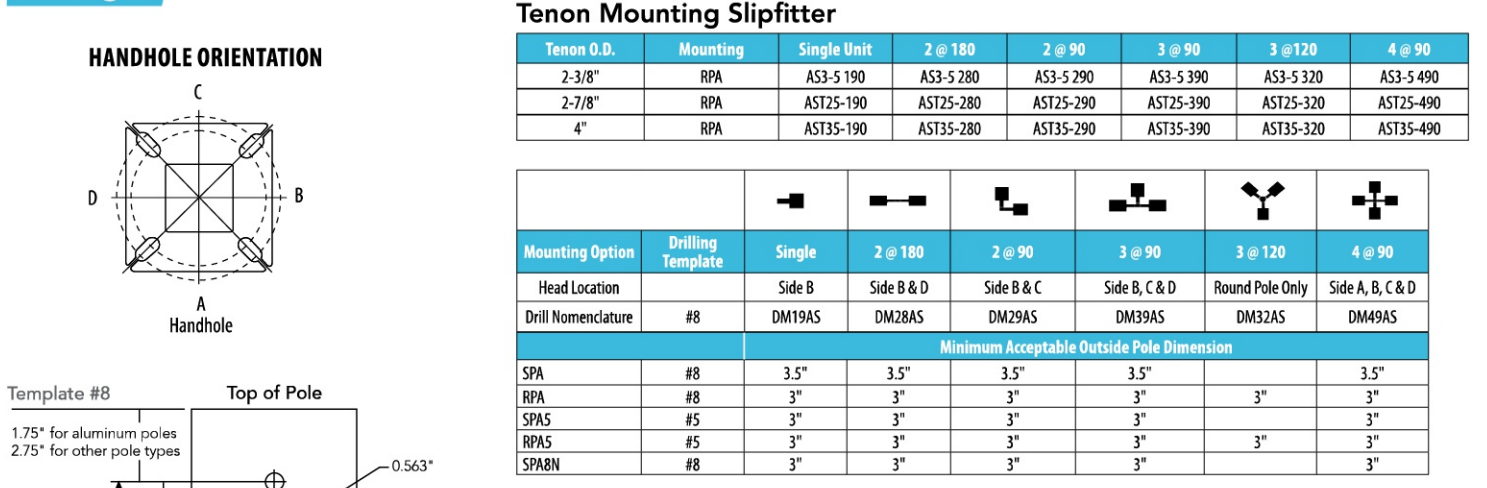 HANDHOLE ORIENTATION
C
D
B
A
Handhole
Template #8
Top of Pole
1.75" for aluminum poles
2.75" for other pole types
0.563"
Tenon Mounting Slipfitter
Tenon O.D. Mounting Single Unit 2 @ 180 2 @ 90 3 @ 90 3 @120 4 @ 90
2-3/8" RPA AS3-5 190 AS3-5 280 AS3-5 290 AS3-5 390 AS3-5 320 AS3-5 490
2-7/8" RPA AST25-190 AST25-280 AST25-290 AST25-390 AST25-320 AST25-490
4" RPA AST35-190 AST35-280 AST35-290 AST35-390 AST35-320 AST35-490
Mounting Option Drilling Template Single 2 @ 180 2 @ 90 3 @ 90 3 @ 120 4 @ 90
Head Location Side B Side B & D Side B & C Side B, C & D Round Pole Only Side A, B, C & D
Drill Nomenclature #8 DM19AS DM28AS DM29AS DM39AS DM32AS DM49AS
Minimum Acceptable Outside Pole Dimension
SPA #8 3.5" 3.5" 3.5" 3.5" 3.5"
RPA #8 3" 3" 3" 3" 3" 3"
SPA5 #5 3" 3" 3" 3" 3"
RPA5 #5 3" 3" 3" 3" 3" 3"
SPA8N #8 3" 3" 3" 3" 3"